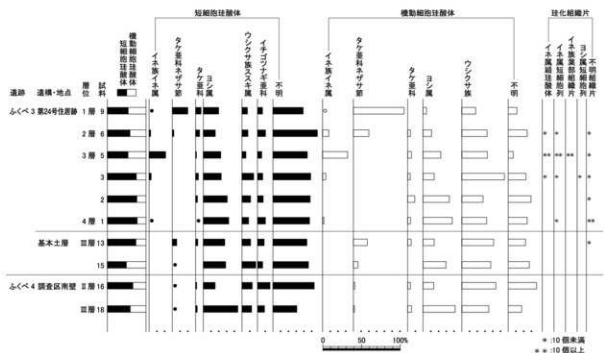 短細胞珪酸体
機動細胞珪酸体
珪化組織片
機動細胞珪酸体
短細胞珪酸体
イネ族イネ属
タケ亜科ネザサ節
タケ亜科
ヨシ属
ウシクサ族ススキ属
イチゴツナギ亜科
不明
イネ族イネ属
タケ亜科ネザサ節
タケ亜科
ヨシ属
ウシクサ族
不明
イネ属穎珪酸体
イネ属短細胞列
イネ族葉部組織片
ヨシ属短細胞列
不明組織片
遺跡 遺構・地点 層位 試料
ふくべ3 第24号住居跡 1層 9
2層 6
3層 5
3
2
4層 1
基本土層 Ⅲ層 13
15
ふくべ4 調査区南壁 Ⅱ層 16
Ⅲ層 18
0 50 100%
* :10個未満
** :10個以上